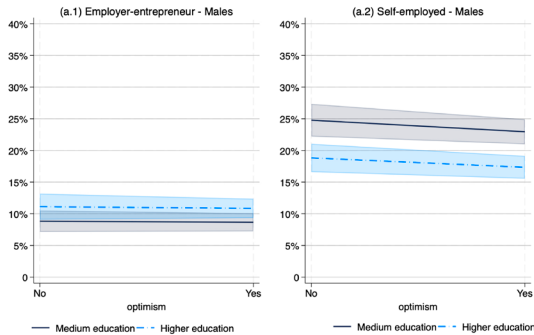 (a.1) Employer-entrepreneur - Males
40%
35%
30%
25%
20%
15%
10%
5%
0
No
Yes
optimism
Medium education
Higher education
(a.2) Self-employed - Males
40%
35%
30%
25%
20%
15%
10%
5%
0
No
Yes
optimism
Medium education
Higher education